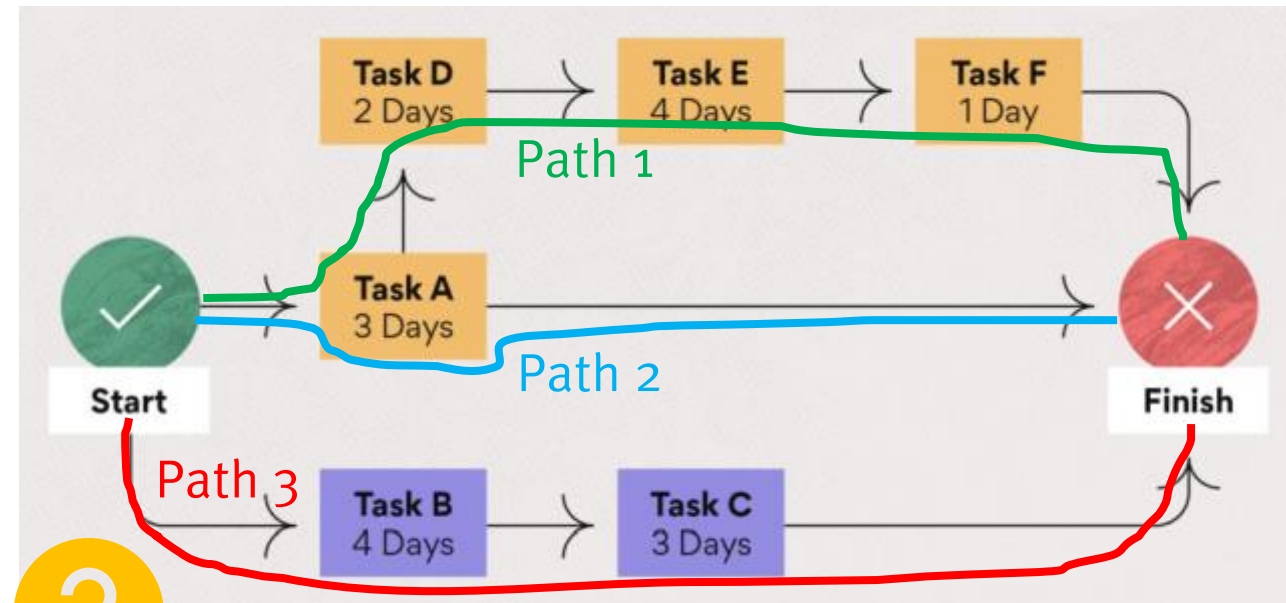 Task D
2 Days
Task E
4 Days
Task F
1 Day
Path 1
Task A
3 Days
Path 2
Start
Finish
Path 3
Task B
4 Days
Task C
3 Days
?